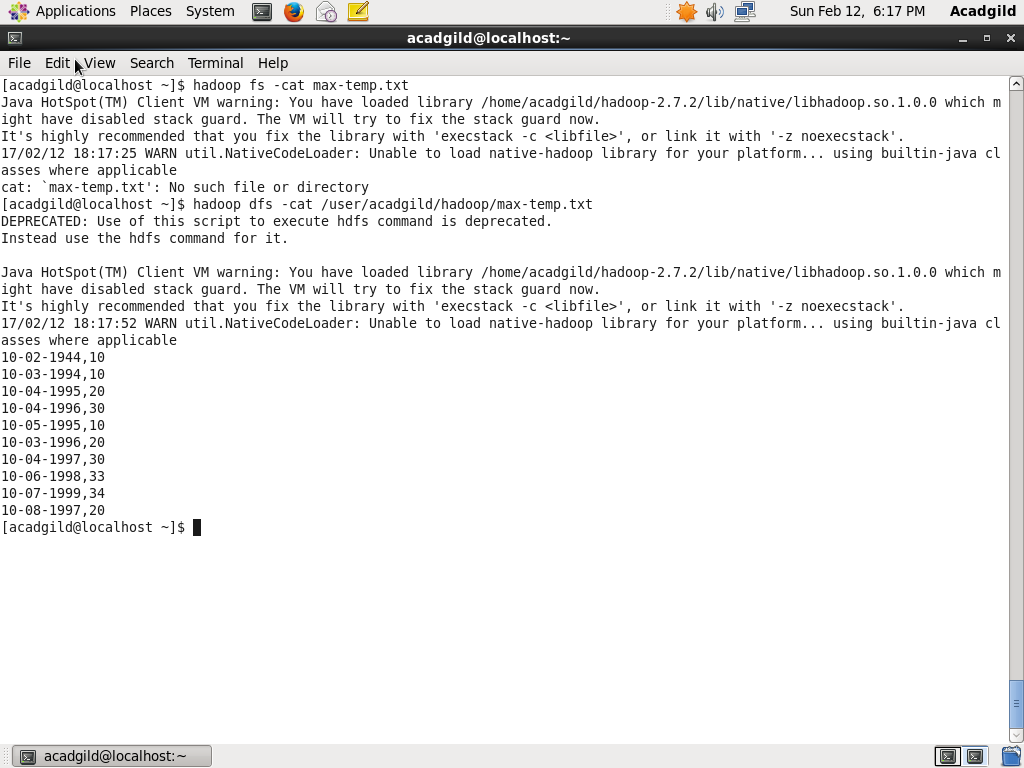 Applications Places System Sun Feb 12, 6:17 PM Acadgild
acadgild@localhost:~
File Edit View Search Terminal Help
[acadgild@localhost ~]$ hadoop fs -cat max-temp.txt
Java HotSpot(TM) Client VM warning: You have loaded library /home/acadgild/hadoop-2.7.2/lib/native/libhadoop.so.1.0.0 which m
ight have disabled stack guard. The VM will try to fix the stack guard now.
It's highly recommended that you fix the library with 'execstack -c <libfile>', or link it with '-z noexecstack'.
17/02/12 18:17:25 WARN util.NativeCodeLoader: Unable to load native-hadoop library for your platform... using builtin-java cl
asses where applicable
cat: `max-temp.txt': No such file or directory
[acadgild@localhost ~]$ hadoop dfs -cat /user/acadgild/hadoop/max-temp.txt
DEPRECATED: Use of this script to execute hdfs command is deprecated.
Instead use the hdfs command for it.
Java HotSpot(TM) Client VM warning: You have loaded library /home/acadgild/hadoop-2.7.2/lib/native/libhadoop.so.1.0.0 which m
ight have disabled stack guard. The VM will try to fix the stack guard now.
It's highly recommended that you fix the library with 'execstack -c <libfile>', or link it with '-z noexecstack'.
17/02/12 18:17:52 WARN util.NativeCodeLoader: Unable to load native-hadoop library for your platform... using builtin-java cl
asses where applicable
10-02-1944,10
10-03-1994,10
10-04-1995,20
10-04-1996,30
10-05-1995,10
10-03-1996,20
10-04-1997,30
10-06-1998,33
10-07-1999,34
10-08-1997,20
[acadgild@localhost ~]$
acadgild@localhost:~